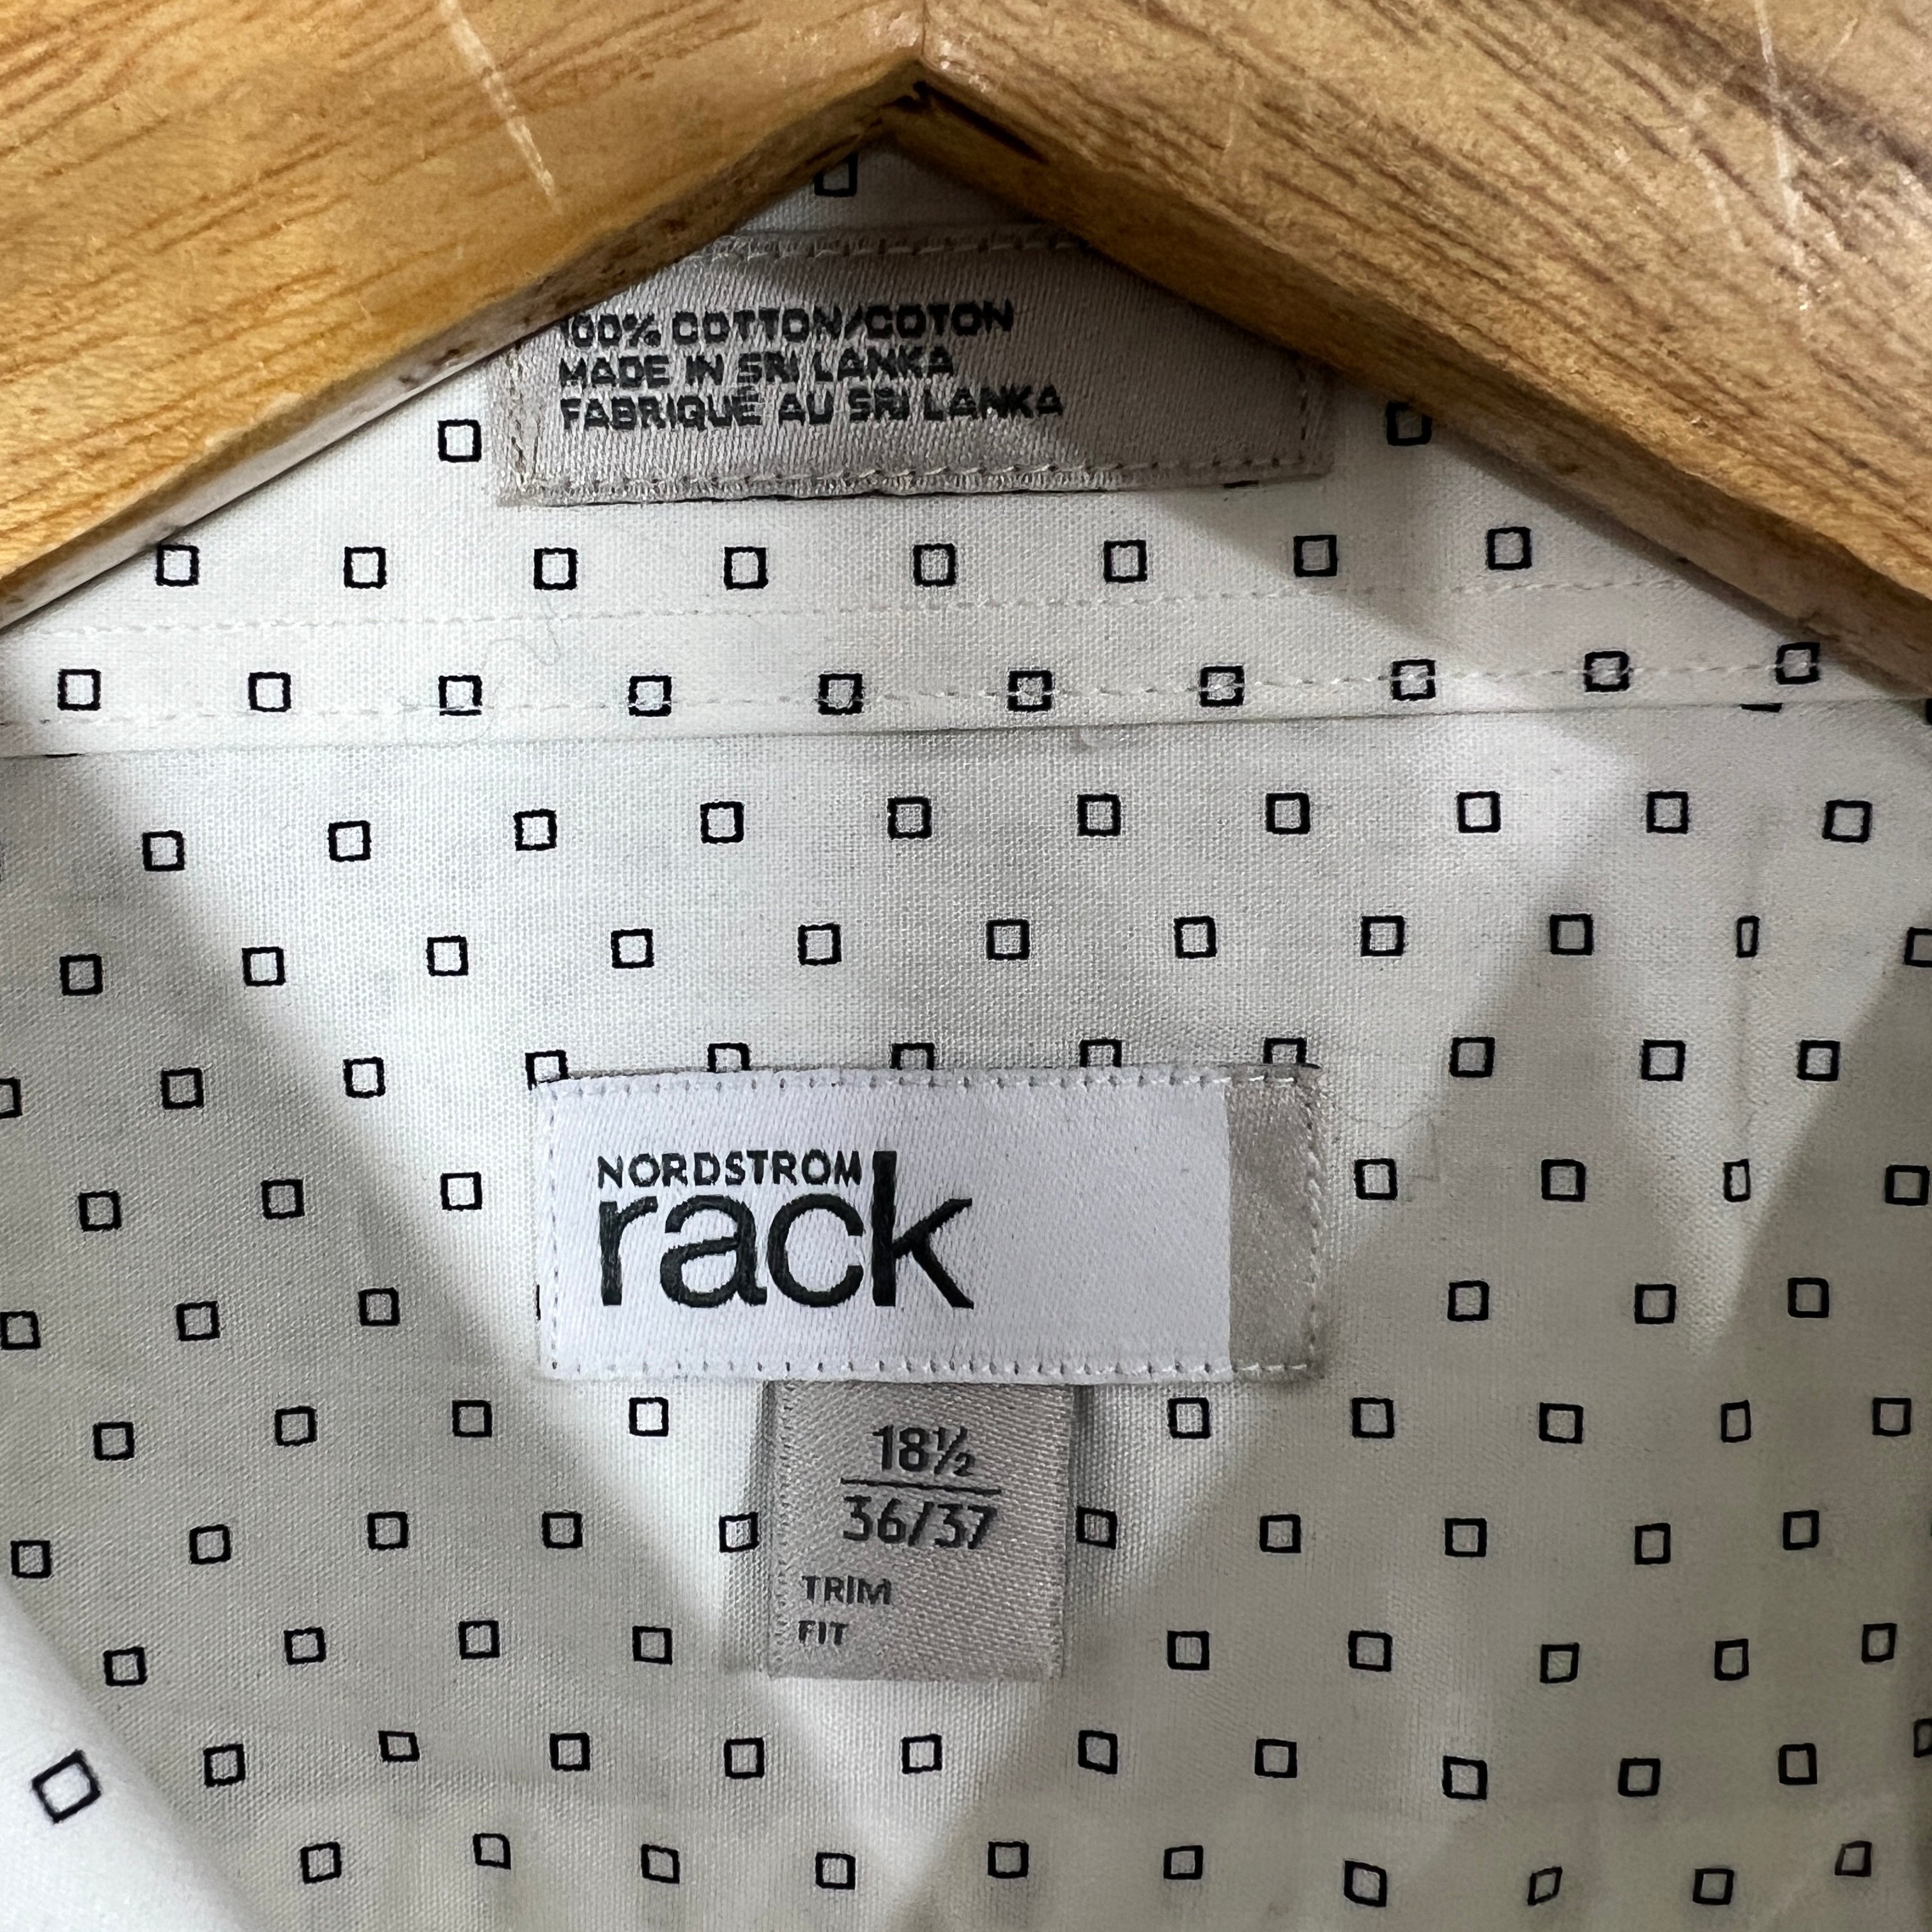 100% COTTON/COTON
MADE IN SRI LANKA
FABRIQUÉ AU SRI LANKA
NORDSTROM
rack
18½
36/37
TRIM
FIT